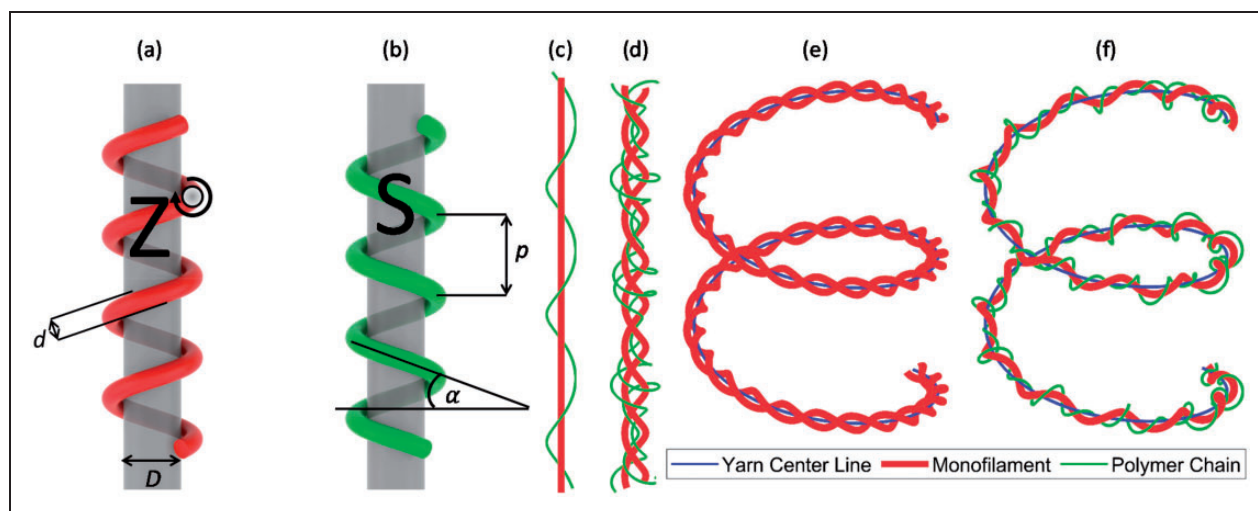 (a) (b) (c) (d) (e) (f)
Z
S
p
d
α
D
Yarn Center Line Monofilament Polymer Chain